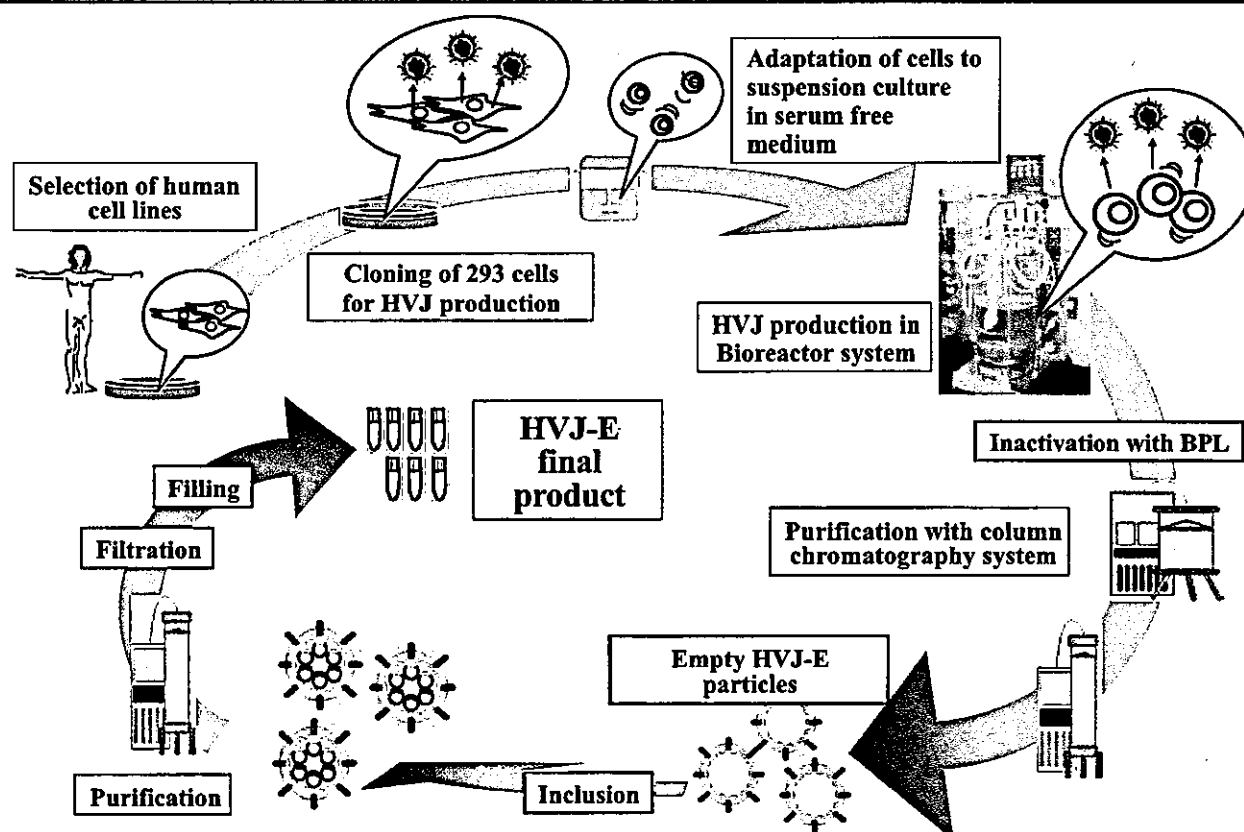 Selection of human
cell lines
Cloning of 293 cells
for HVJ production
Adaptation of cells to
suspension culture
in serum free
medium
HVJ production in
Bioreactor system
Inactivation with BPL
Purification with column
chromatography system
Empty HVJ-E
particles
Inclusion
Purification
Filtration
Filling
HVJ-E
final
product